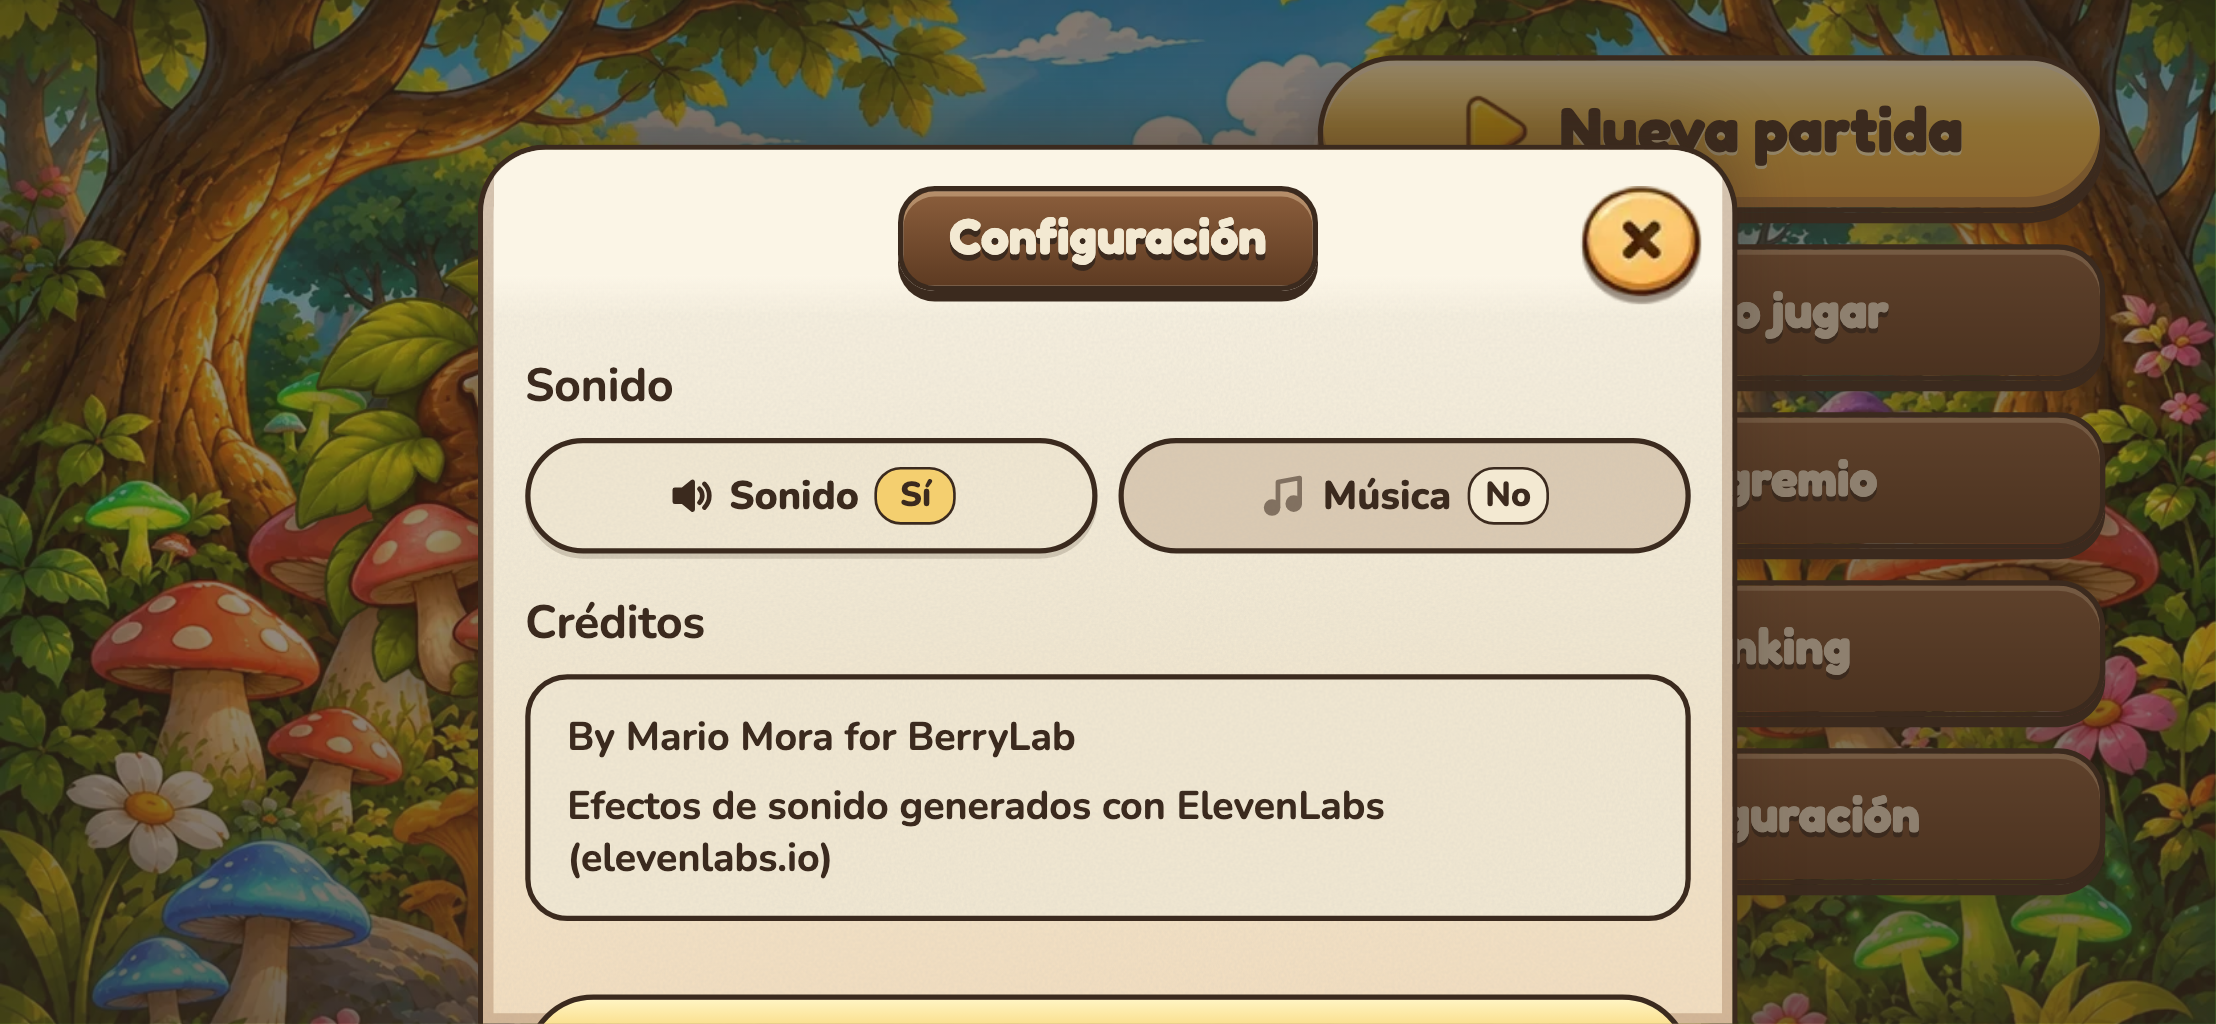 Nueva partida
Configuración
o jugar
Sonido
gremio
Sonido Sí
Música No
Créditos
nking
By Mario Mora for BerryLab
Efectos de sonido generados con ElevenLabs
(elevenlabs.io)
guración